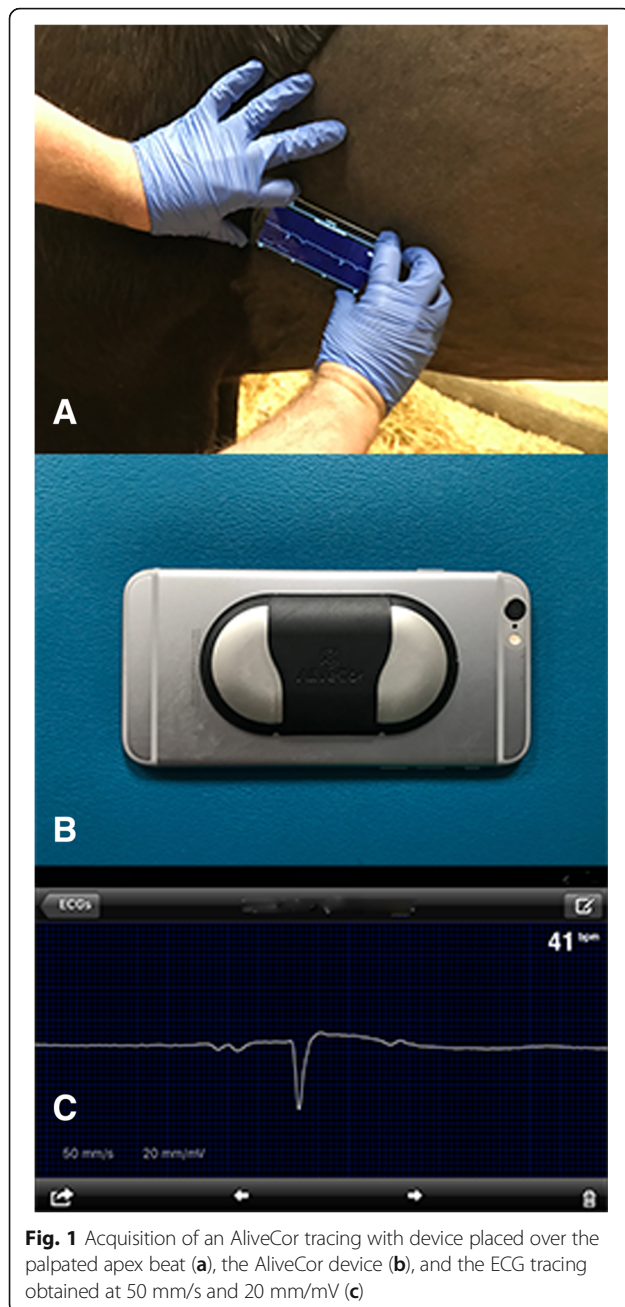 A
AliveCor
B
ECGs
41 bpm
C
50 mm/s 20 mm/mV
Fig. 1 Acquisition of an AliveCor tracing with device placed over the
palpated apex beat (a), the AliveCor device (b), and the ECG tracing
obtained at 50 mm/s and 20 mm/mV (c)